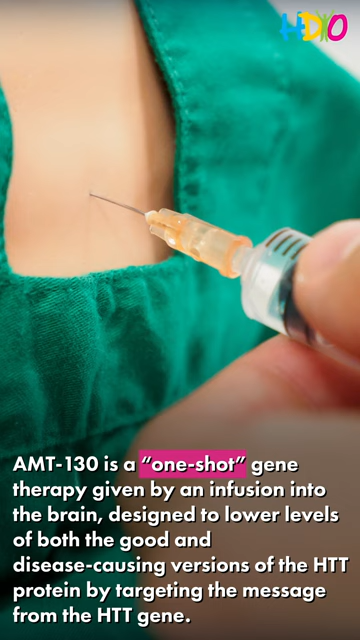 HDYO
AMT-130 is a “one-shot” gene
therapy given by an infusion into
the brain, designed to lower levels
of both the good and
disease-causing versions of the HTT
protein by targeting the message
from the HTT gene.